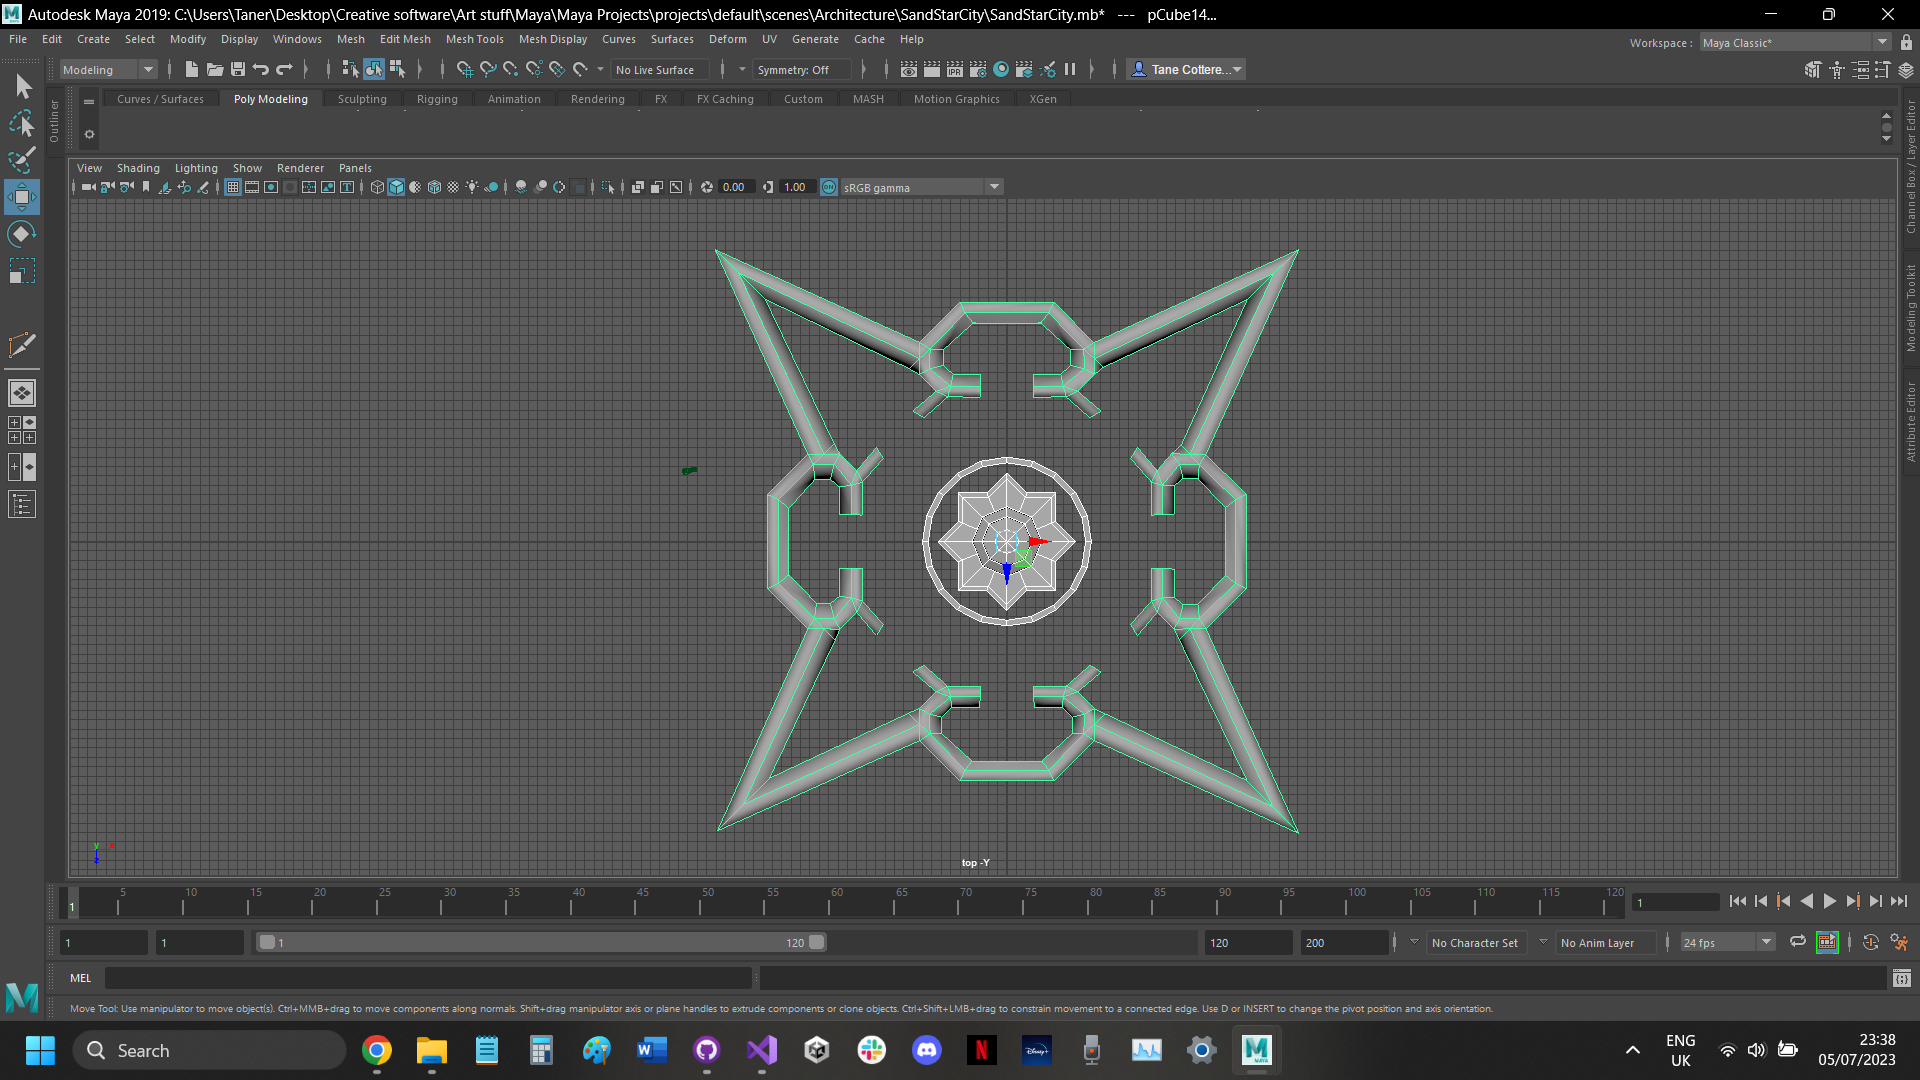 Autodesk Maya 2019: C:\Users\Taner\Desktop\Creative software\Art stuff\Maya\Maya Projects\projects\default\scenes\Architecture\SandStarCity\SandStarCity.mb* --- pCube14...
File Edit Create Select Modify Display Windows Mesh Edit Mesh Mesh Tools Mesh Display Curves Surfaces Deform UV Generate Cache Help
Workspace : Maya Classic*
Modeling No Live Surface Symmetry: Off IPR Tane Cottere...
Curves / Surfaces Poly Modeling Sculpting Rigging Animation Rendering FX FX Caching Custom MASH Motion Graphics XGen
Outliner
View Shading Lighting Show Renderer Panels
0.00 1.00 ON sRGB gamma
Channel Box / Layer Editor
Modeling Toolkit
Attribute Editor
y x
z
top -Y
5 10 15 20 25 30 35 40 45 50 55 60 65 70 75 80 85 90 95 100 105 110 115 120
1 1
1 1 1 120 120 200 No Character Set No Anim Layer 24 fps
MEL
Move Tool: Use manipulator to move object(s). Ctrl+MMB+drag to move components along normals. Shift+drag manipulator axis or plane handles to extrude components or clone objects. Ctrl+Shift+LMB+drag to constrain movement to a connected edge. Use D or INSERT to change the pivot position and axis orientation.
Search
ENG
UK
23:38
05/07/2023